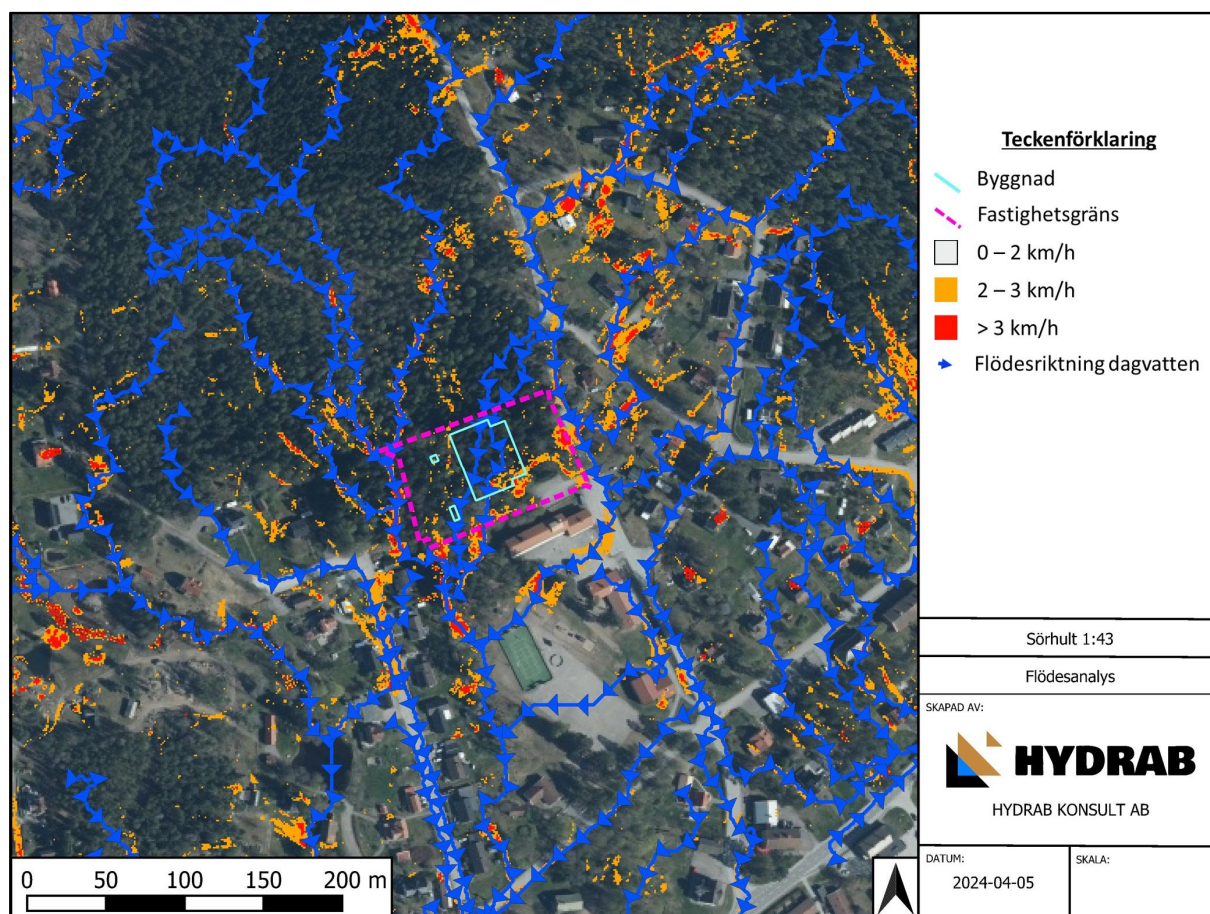 Teckenförklaring
Byggnad
Fastighetsgräns
0 – 2 km/h
2 – 3 km/h
> 3 km/h
Flödesriktning dagvatten
Sörhult 1:43
Flödesanalys
SKAPAD AV:
HYDRAB
HYDRAB KONSULT AB
DATUM:
2024-04-05
SKALA:
0 50 100 150 200 m